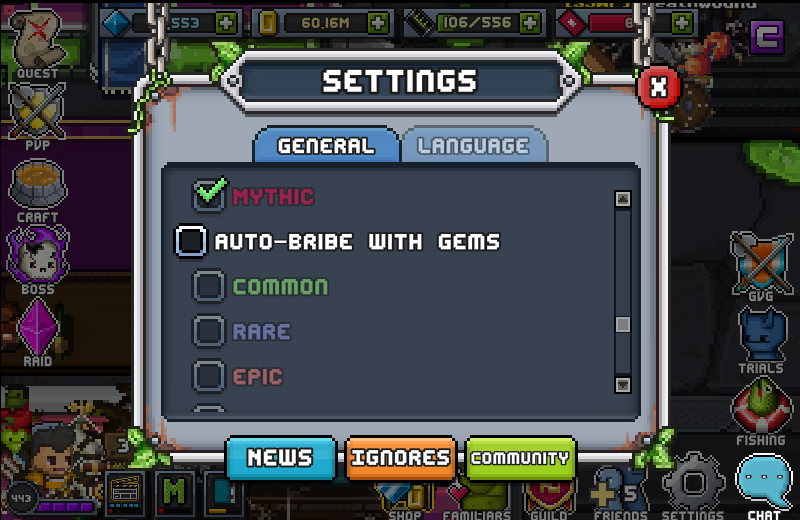 60.16M
106/556
SETTINGS
X
QUEST
GENERAL
LANGUAGE
PVP
MYTHIC
CRAFT
AUTO-BRIBE WITH GEMS
COMMON
BOSS
GVG
RARE
RAID
TRIALS
EPIC
FISHING
NEWS
IGNORES
COMMUNITY
443
M
5
SHOP
FAMILIARS
GUILD
FRIENDS
SETTINGS
CHAT